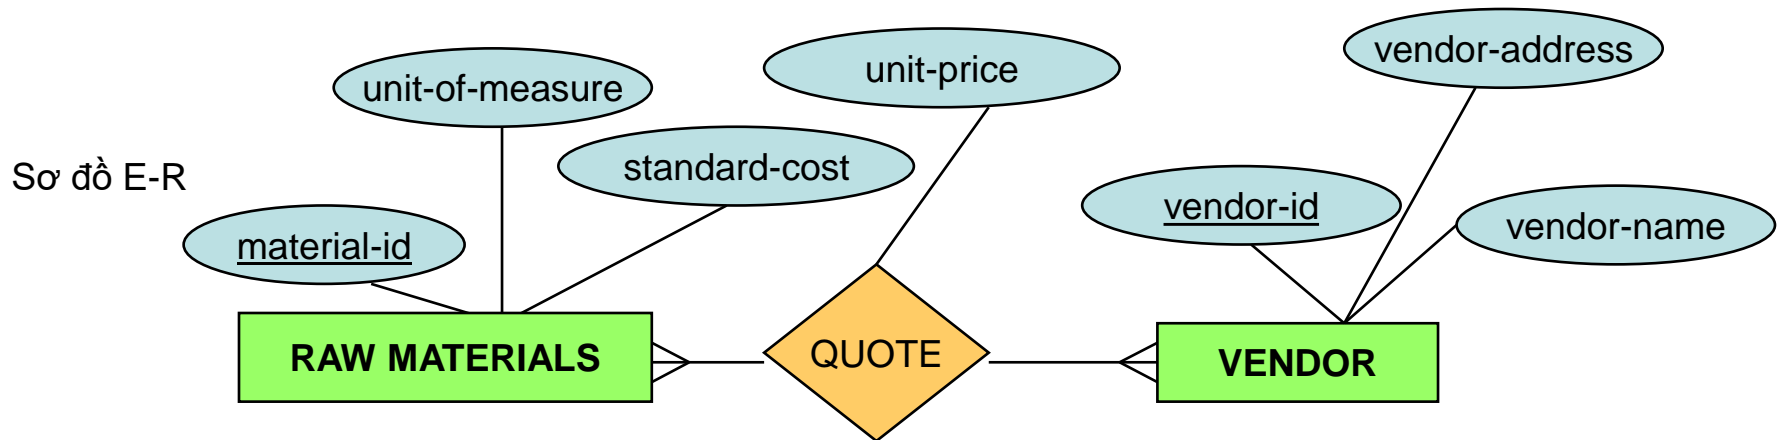 vendor-address
unit-price
unit-of-measure
standard-cost
Sơ đồ E-R
vendor-id
vendor-name
material-id
RAW MATERIALS
QUOTE
VENDOR